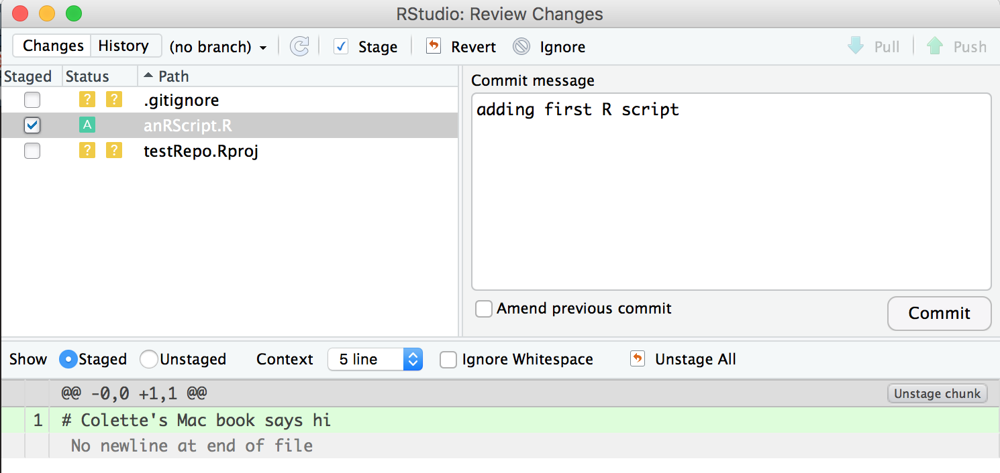 RStudio: Review Changes
Changes History (no branch) Stage Revert Ignore Pull Push
Staged Status Path
? ? .gitignore
A anRScript.R
? ? testRepo.Rproj
Commit message
adding first R script
Amend previous commit
Commit
Show Staged Unstaged Context 5 line Ignore Whitespace Unstage All
@@ -0,0 +1,1 @@ Unstage chunk
1 # Colette's Mac book says hi
No newline at end of file